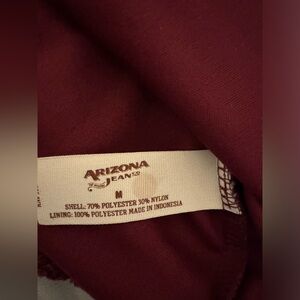 ARIZONA
JEAN CO
M
SHELL: 70% POLYESTER 30% NYLON
LINING: 100% POLYESTER MADE IN INDONESIA